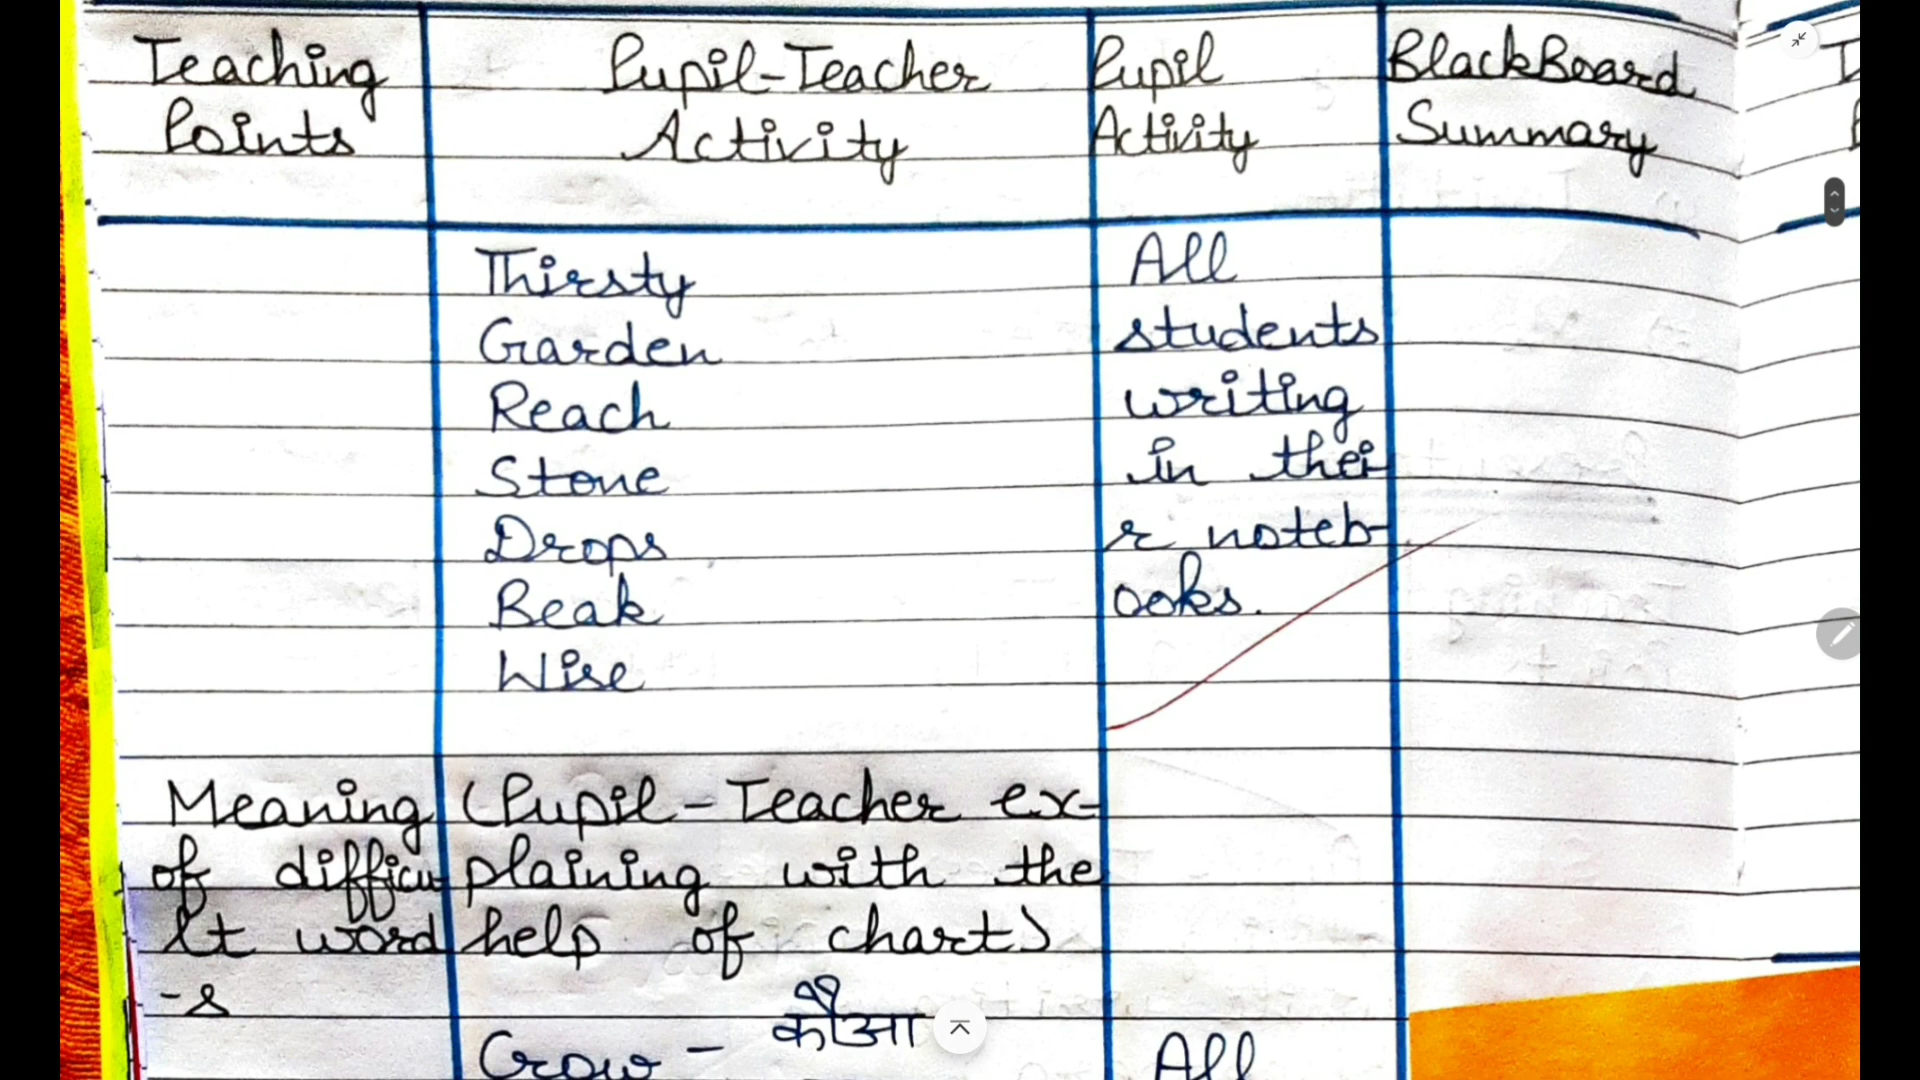 Teaching Points
Pupil-Teacher Activity
Pupil Activity
BlackBoard Summary
Thirsty
Garden
Reach
Stone
Drops
Beak
Wise
All
students
writing
in thei-
r noteb-
ooks.
Meaning
of difficu-
lt word
-s
(Pupil-Teacher ex-
plaining with the
help of chart)
Crow - कौआ
All